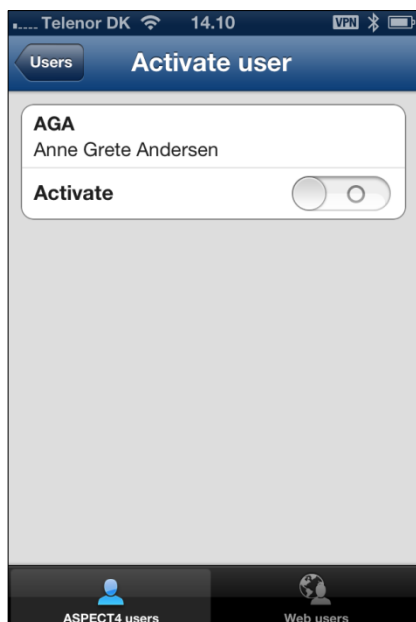 Telenor DK 14.10 VPN
Users Activate user
AGA
Anne Grete Andersen
Activate
ASPECT4 users Web users